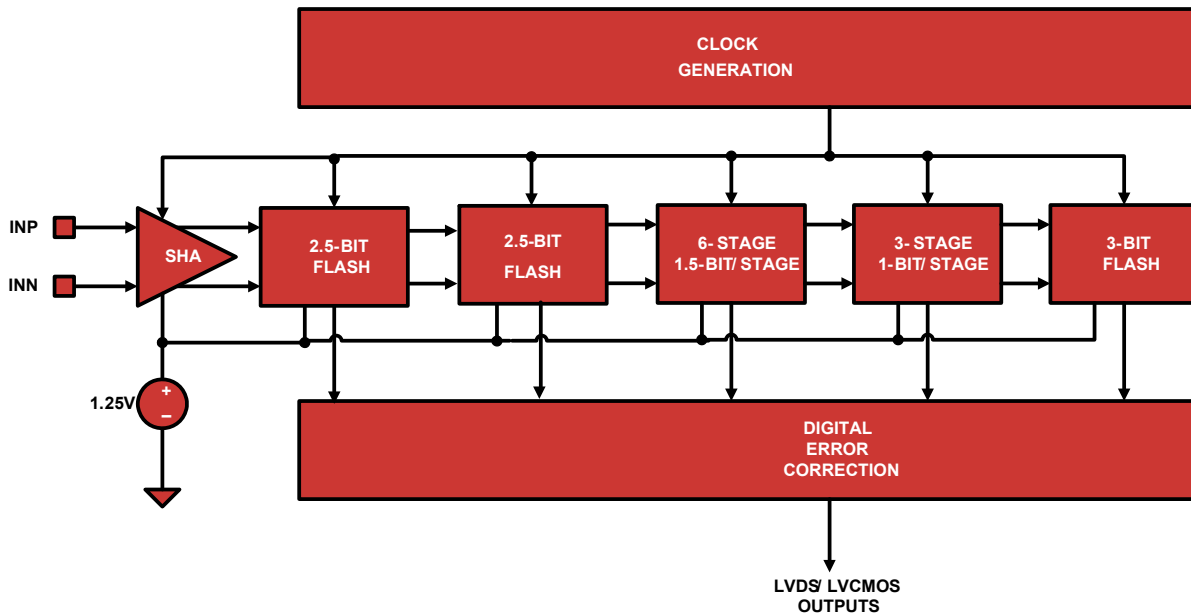 CLOCK
GENERATION
INP
INN
SHA
2.5-BIT
FLASH
2.5-BIT
FLASH
6- STAGE
1.5-BIT/ STAGE
3- STAGE
1-BIT/ STAGE
3-BIT
FLASH
1.25V
+
–
DIGITAL
ERROR
CORRECTION
LVDS/ LVCMOS
OUTPUTS